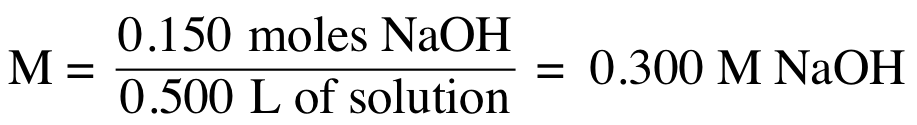 0.150 moles NaOH
M = = 0.300 M NaOH
0.500 L of solution